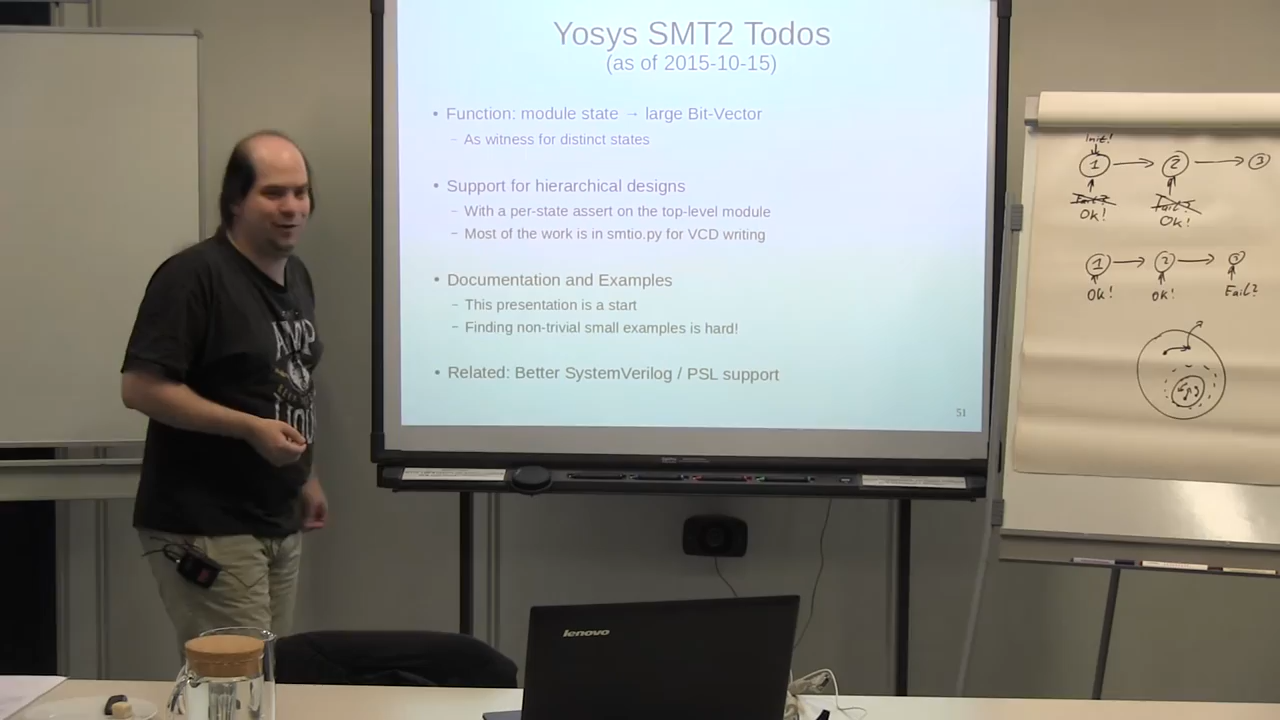 Yosys SMT2 Todos
(as of 2015-10-15)
• Function: module state → large Bit-Vector
– As witness for distinct states
• Support for hierarchical designs
– With a per-state assert on the top-level module
– Most of the work is in smtio.py for VCD writing
• Documentation and Examples
– This presentation is a start
– Finding non-trivial small examples is hard!
• Related: Better SystemVerilog / PSL support
51
Init!
1 → 2 → 3
Fail? Fail?
OK! OK!
1 → 2 → 3
OK! OK! Fail?
lenovo